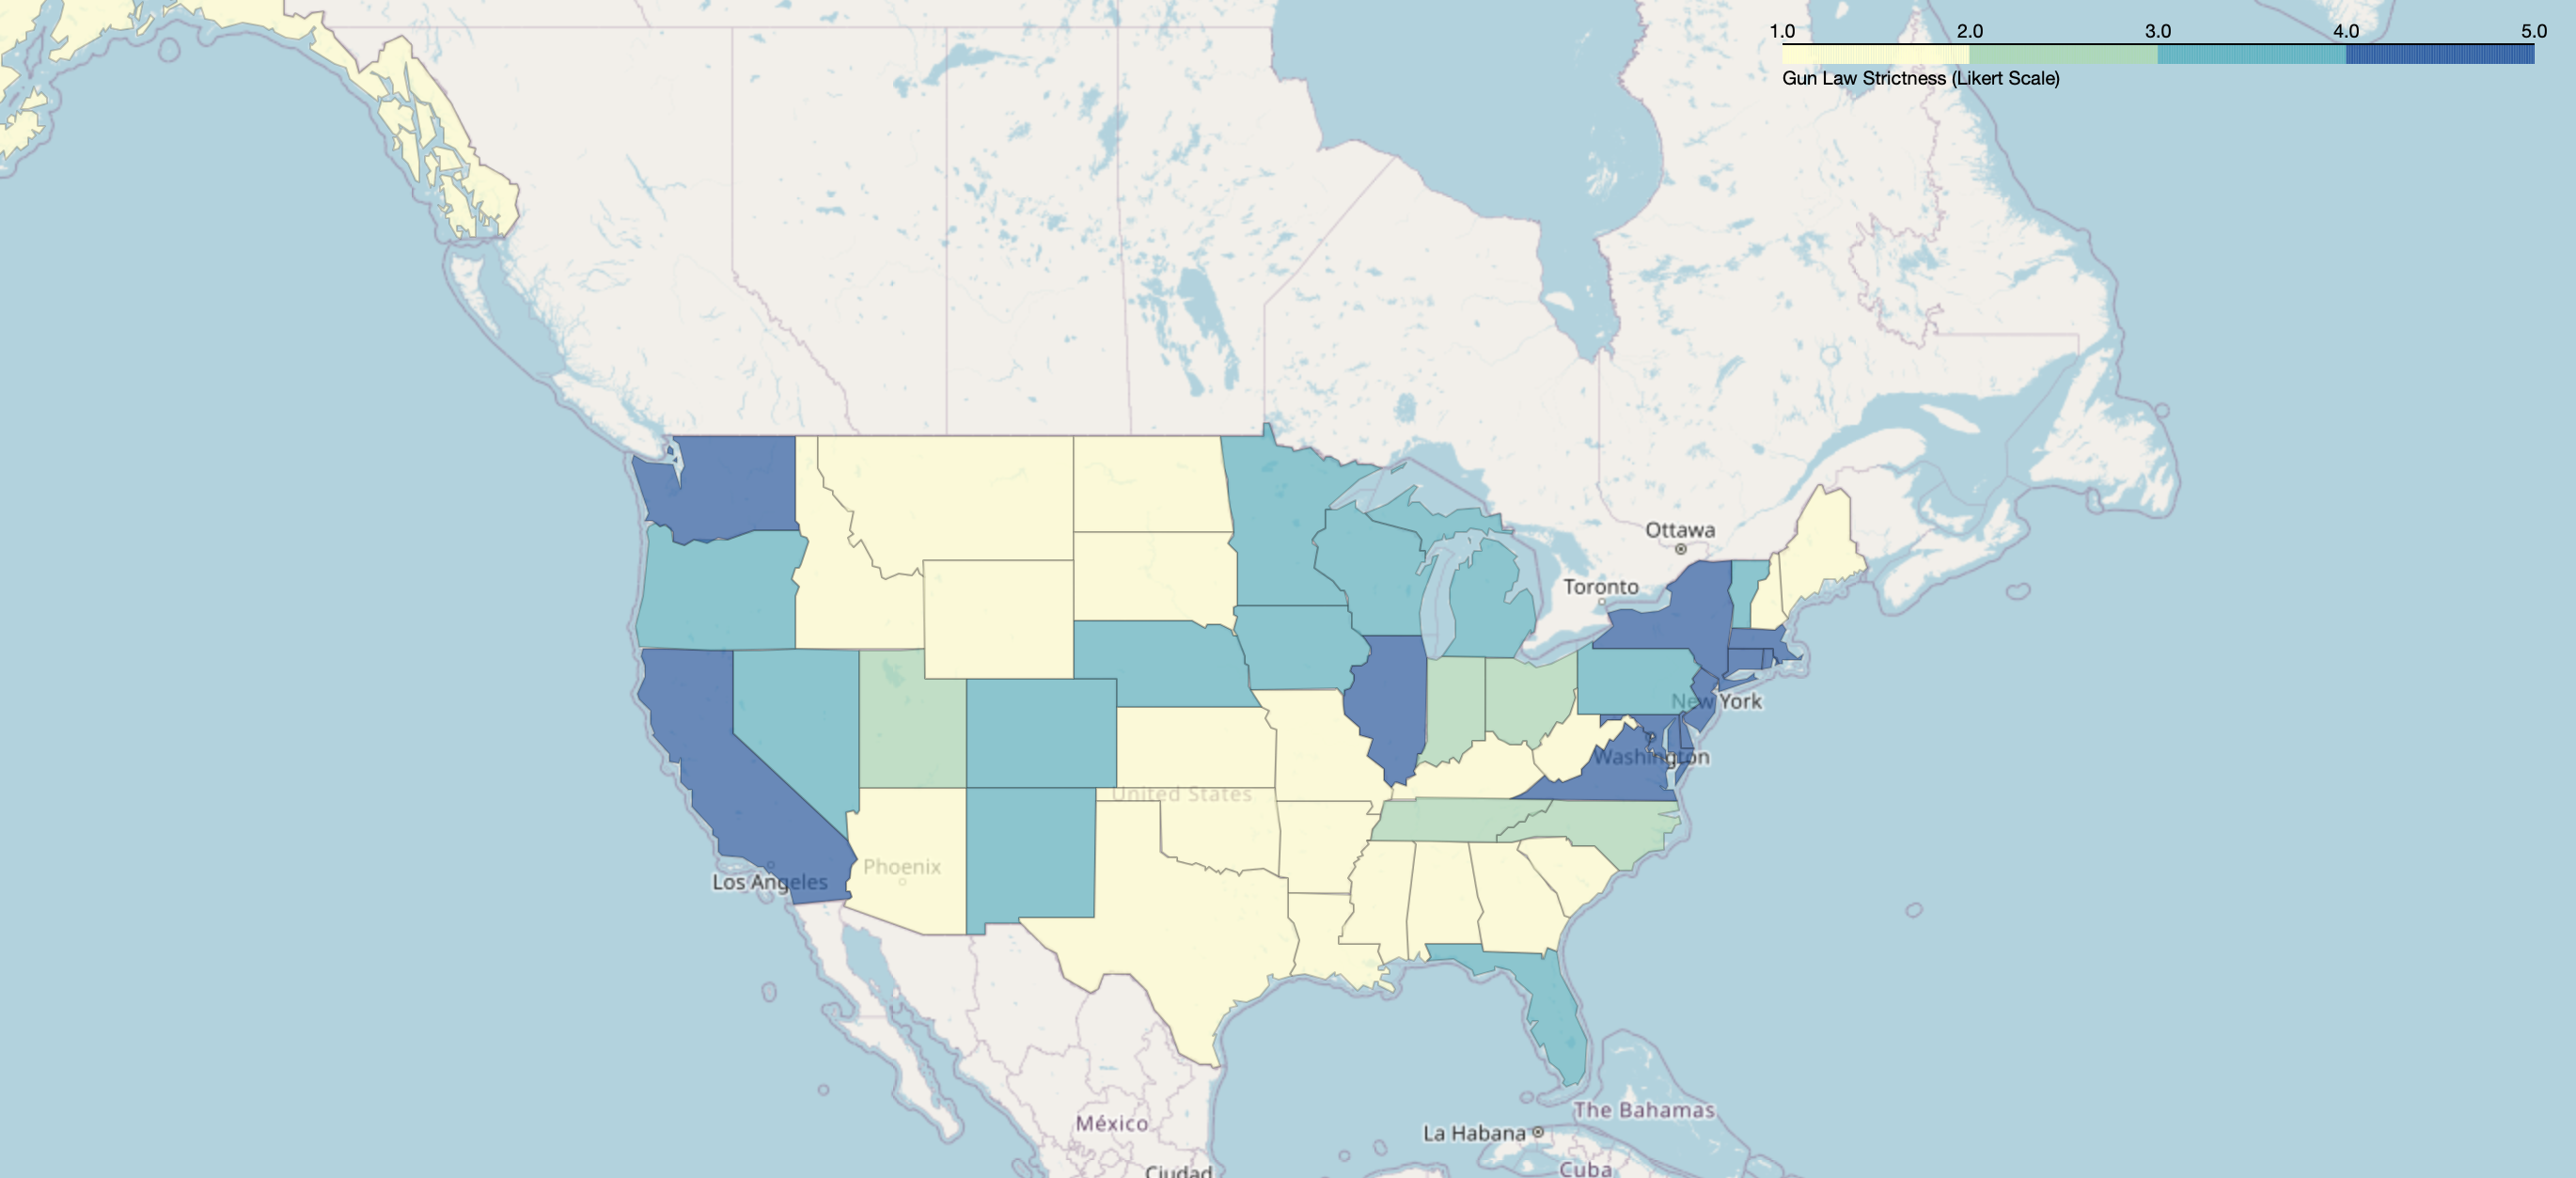 1.0 2.0 3.0 4.0 5.0
Gun Law Strictness (Likert Scale)
Ottawa
Toronto
New York
Washington
United States
Phoenix
Los Angeles
The Bahamas
México
La Habana
Cuba
Ciudad